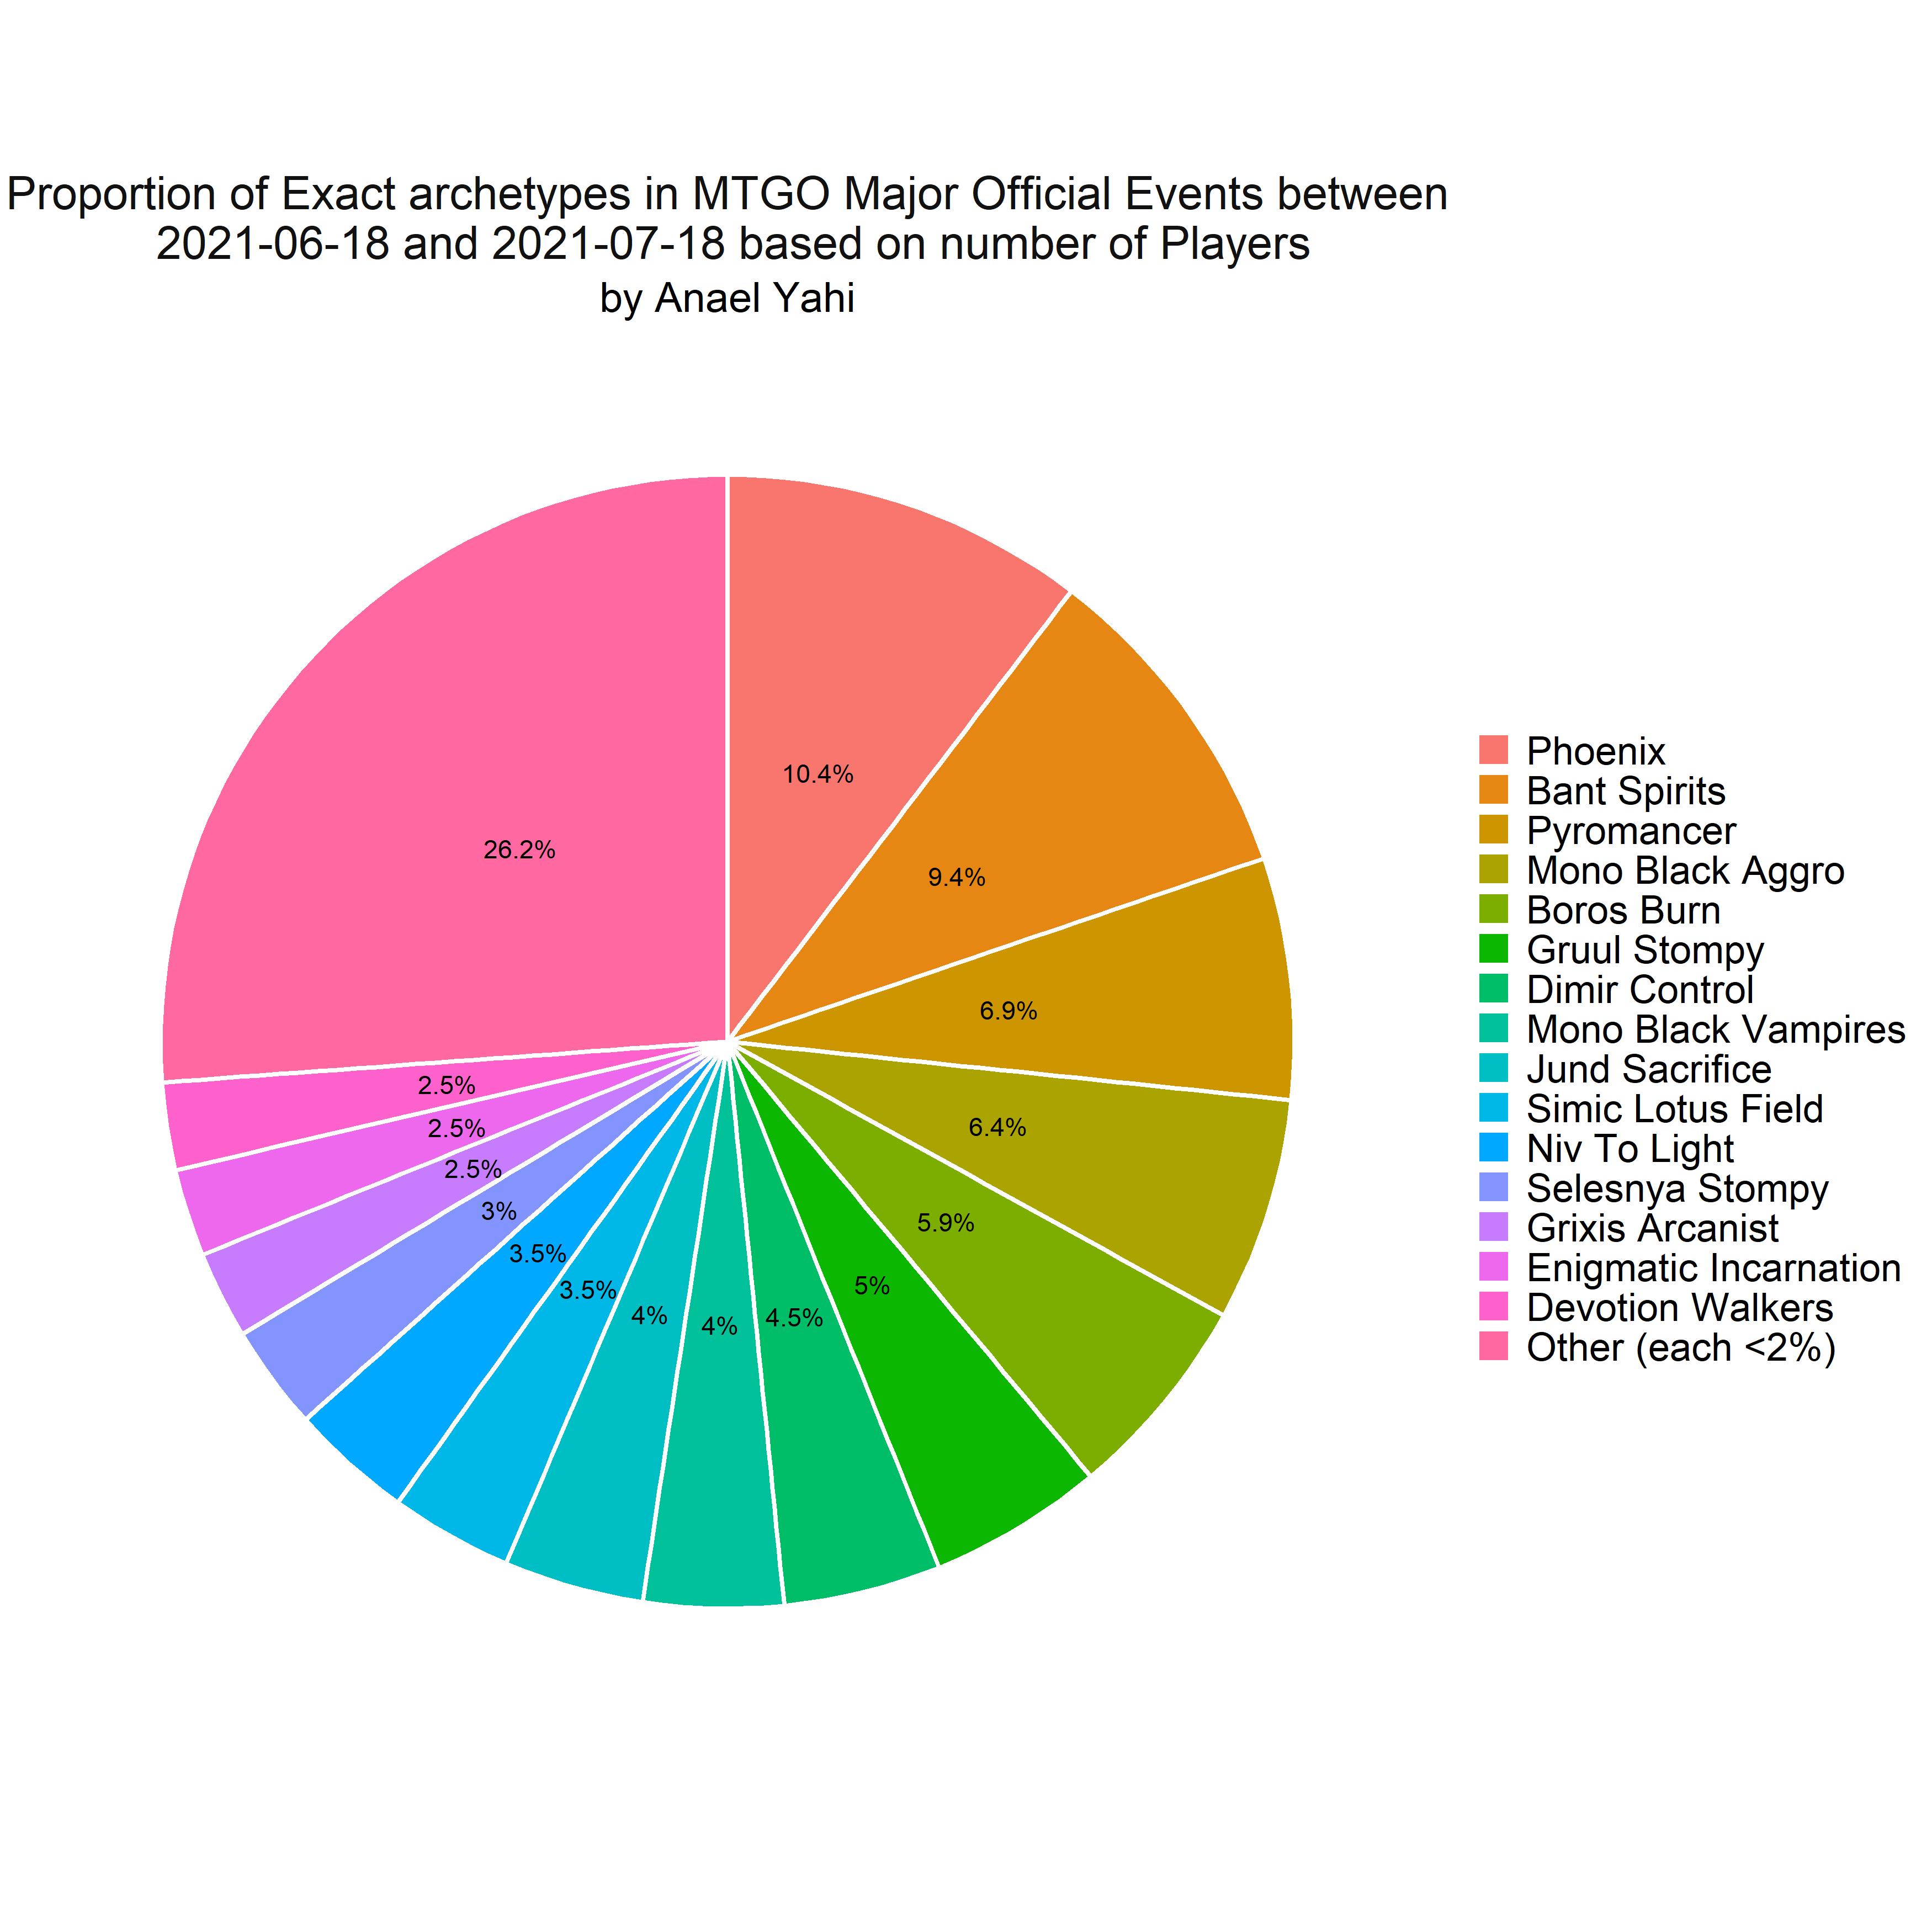 Proportion of Exact archetypes in MTGO Major Official Events between
2021-06-18 and 2021-07-18 based on number of Players
by Anael Yahi
10.4%
9.4%
6.9%
6.4%
5.9%
5%
4.5%
4%
4%
3.5%
3.5%
3%
2.5%
2.5%
2.5%
26.2%
Phoenix
Bant Spirits
Pyromancer
Mono Black Aggro
Boros Burn
Gruul Stompy
Dimir Control
Mono Black Vampires
Jund Sacrifice
Simic Lotus Field
Niv To Light
Selesnya Stompy
Grixis Arcanist
Enigmatic Incarnation
Devotion Walkers
Other (each <2%)